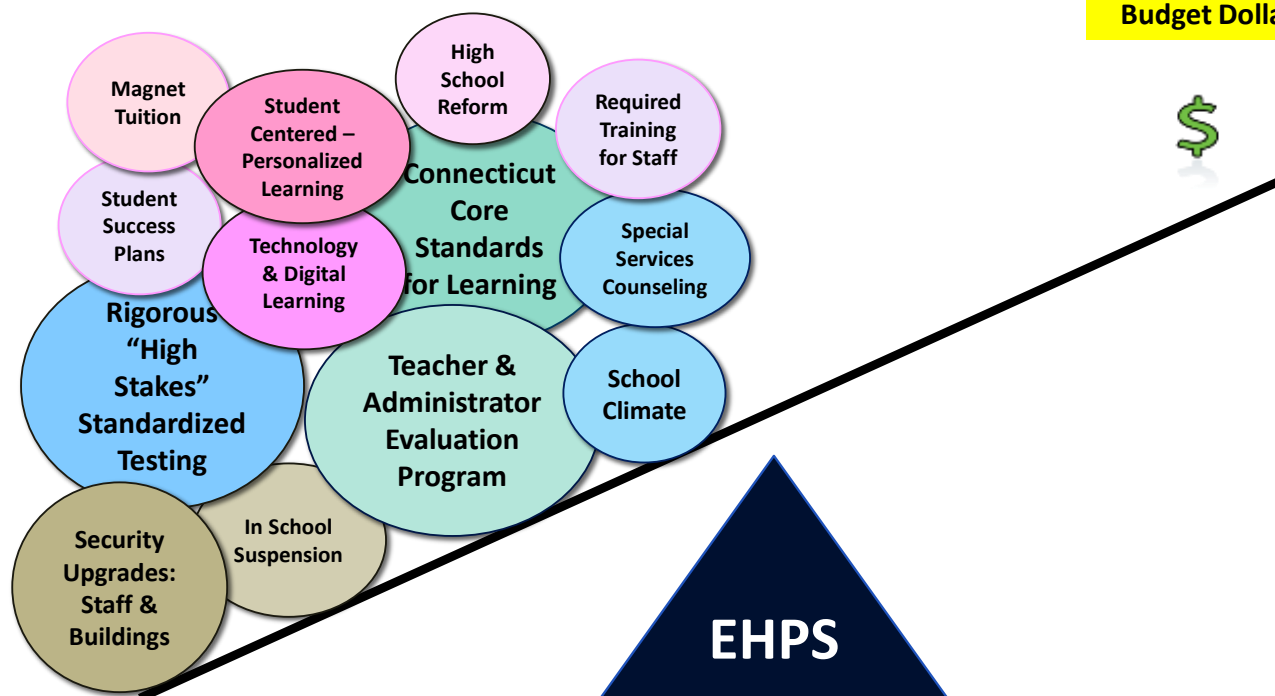 Budget Dolla
$
High
School
Reform
Magnet
Tuition
Student
Centered –
Personalized
Learning
Required
Training
for Staff
Connecticut
Core
Standards
for Learning
Student
Success
Plans
Technology
& Digital
Learning
Special
Services
Counseling
Rigorous
“High
Stakes”
Standardized
Testing
Teacher &
Administrator
Evaluation
Program
School
Climate
In School
Suspension
Security
Upgrades:
Staff &
Buildings
EHPS